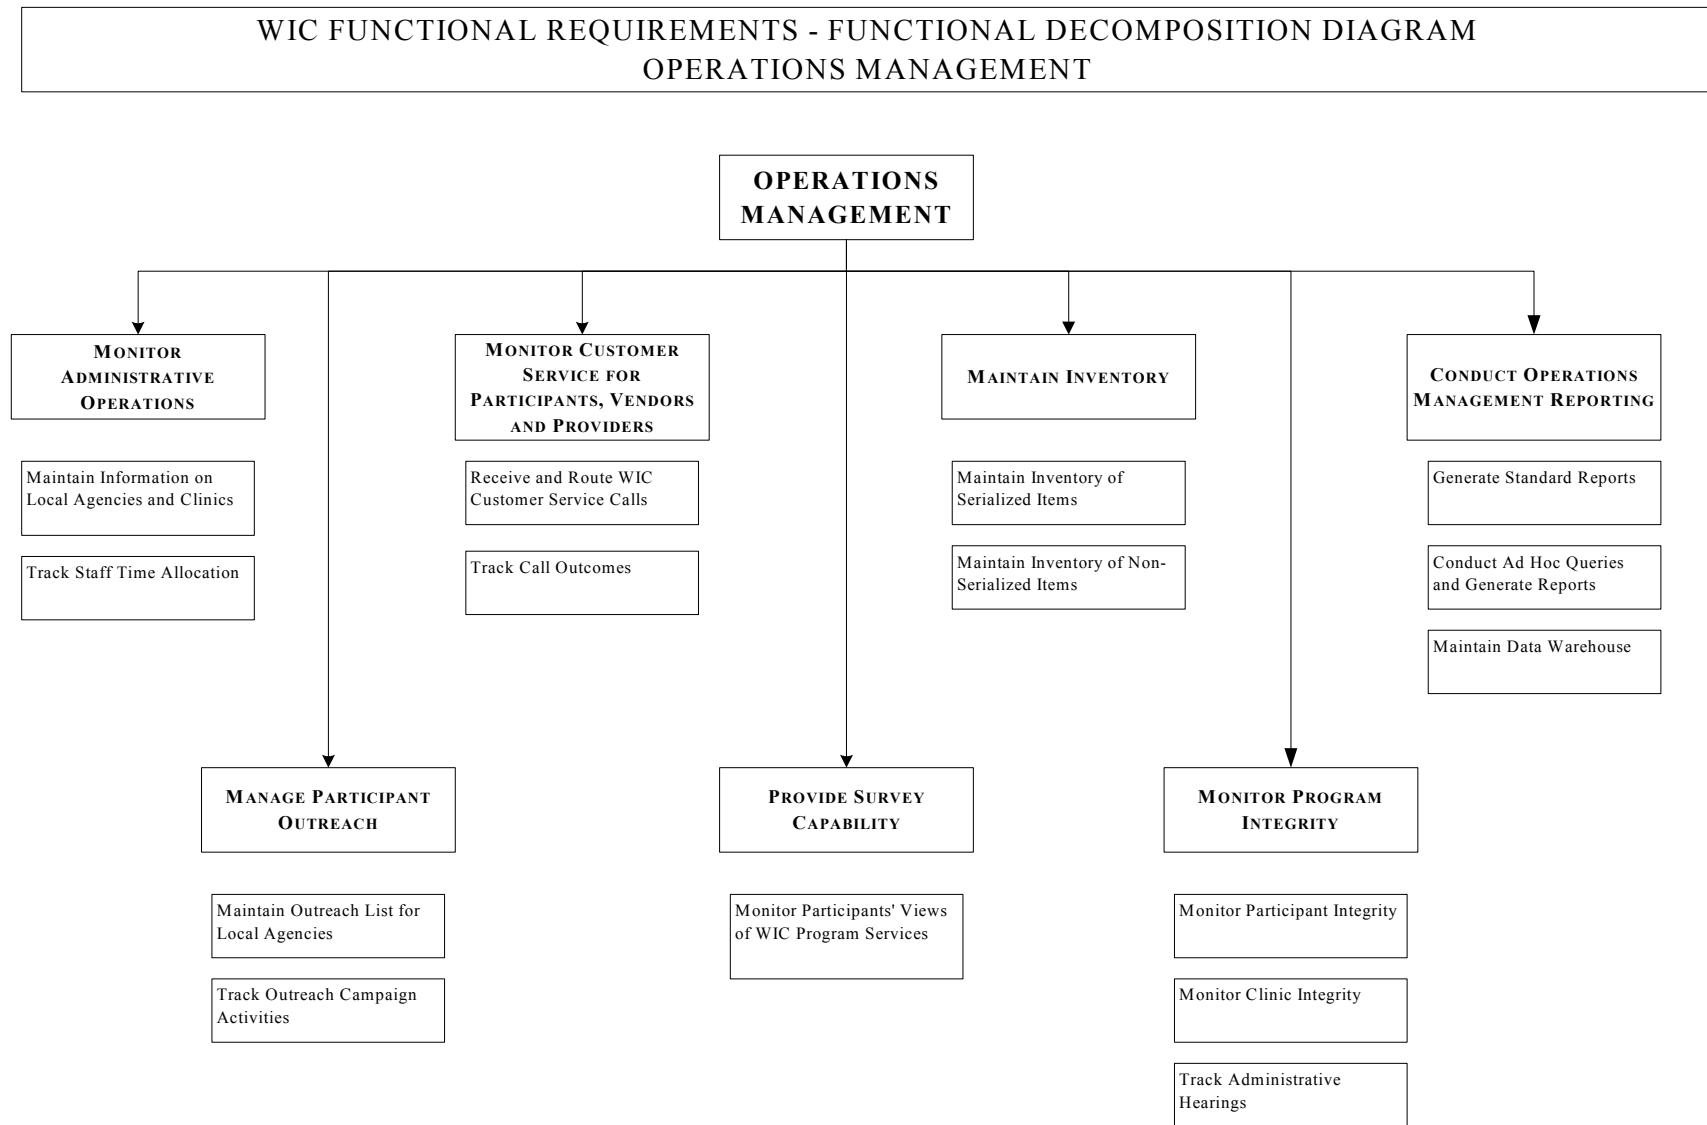 WIC FUNCTIONAL REQUIREMENTS - FUNCTIONAL DECOMPOSITION DIAGRAM
OPERATIONS MANAGEMENT
OPERATIONS
MANAGEMENT
MONITOR
ADMINISTRATIVE
OPERATIONS
Maintain Information on
Local Agencies and Clinics
Track Staff Time Allocation
MONITOR CUSTOMER
SERVICE FOR
PARTICIPANTS, VENDORS
AND PROVIDERS
Receive and Route WIC
Customer Service Calls
Track Call Outcomes
MAINTAIN INVENTORY
Maintain Inventory of
Serialized Items
Maintain Inventory of Non-
Serialized Items
CONDUCT OPERATIONS
MANAGEMENT REPORTING
Generate Standard Reports
Conduct Ad Hoc Queries
and Generate Reports
Maintain Data Warehouse
MANAGE PARTICIPANT
OUTREACH
Maintain Outreach List for
Local Agencies
Track Outreach Campaign
Activities
PROVIDE SURVEY
CAPABILITY
Monitor Participants' Views
of WIC Program Services
MONITOR PROGRAM
INTEGRITY
Monitor Participant Integrity
Monitor Clinic Integrity
Track Administrative
Hearings